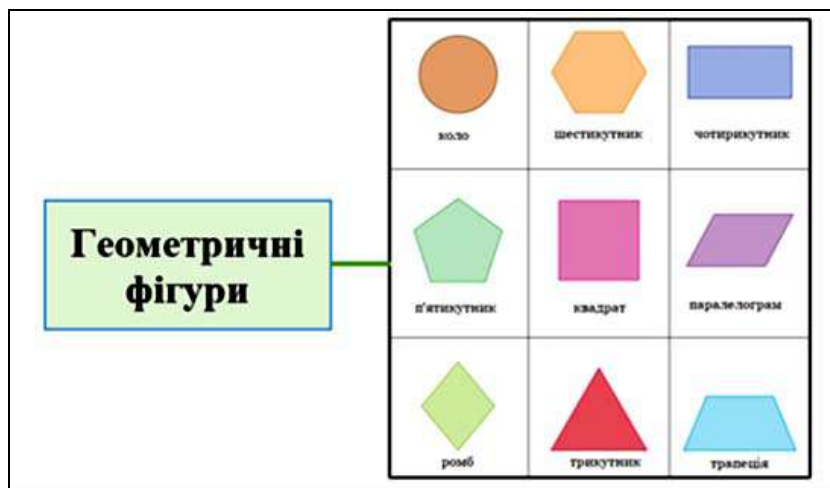 Геометричні
фігури
коло
шестикутник
чотирикутник
п'ятикутник
квадрат
паралелограм
ромб
трикутник
трапеція